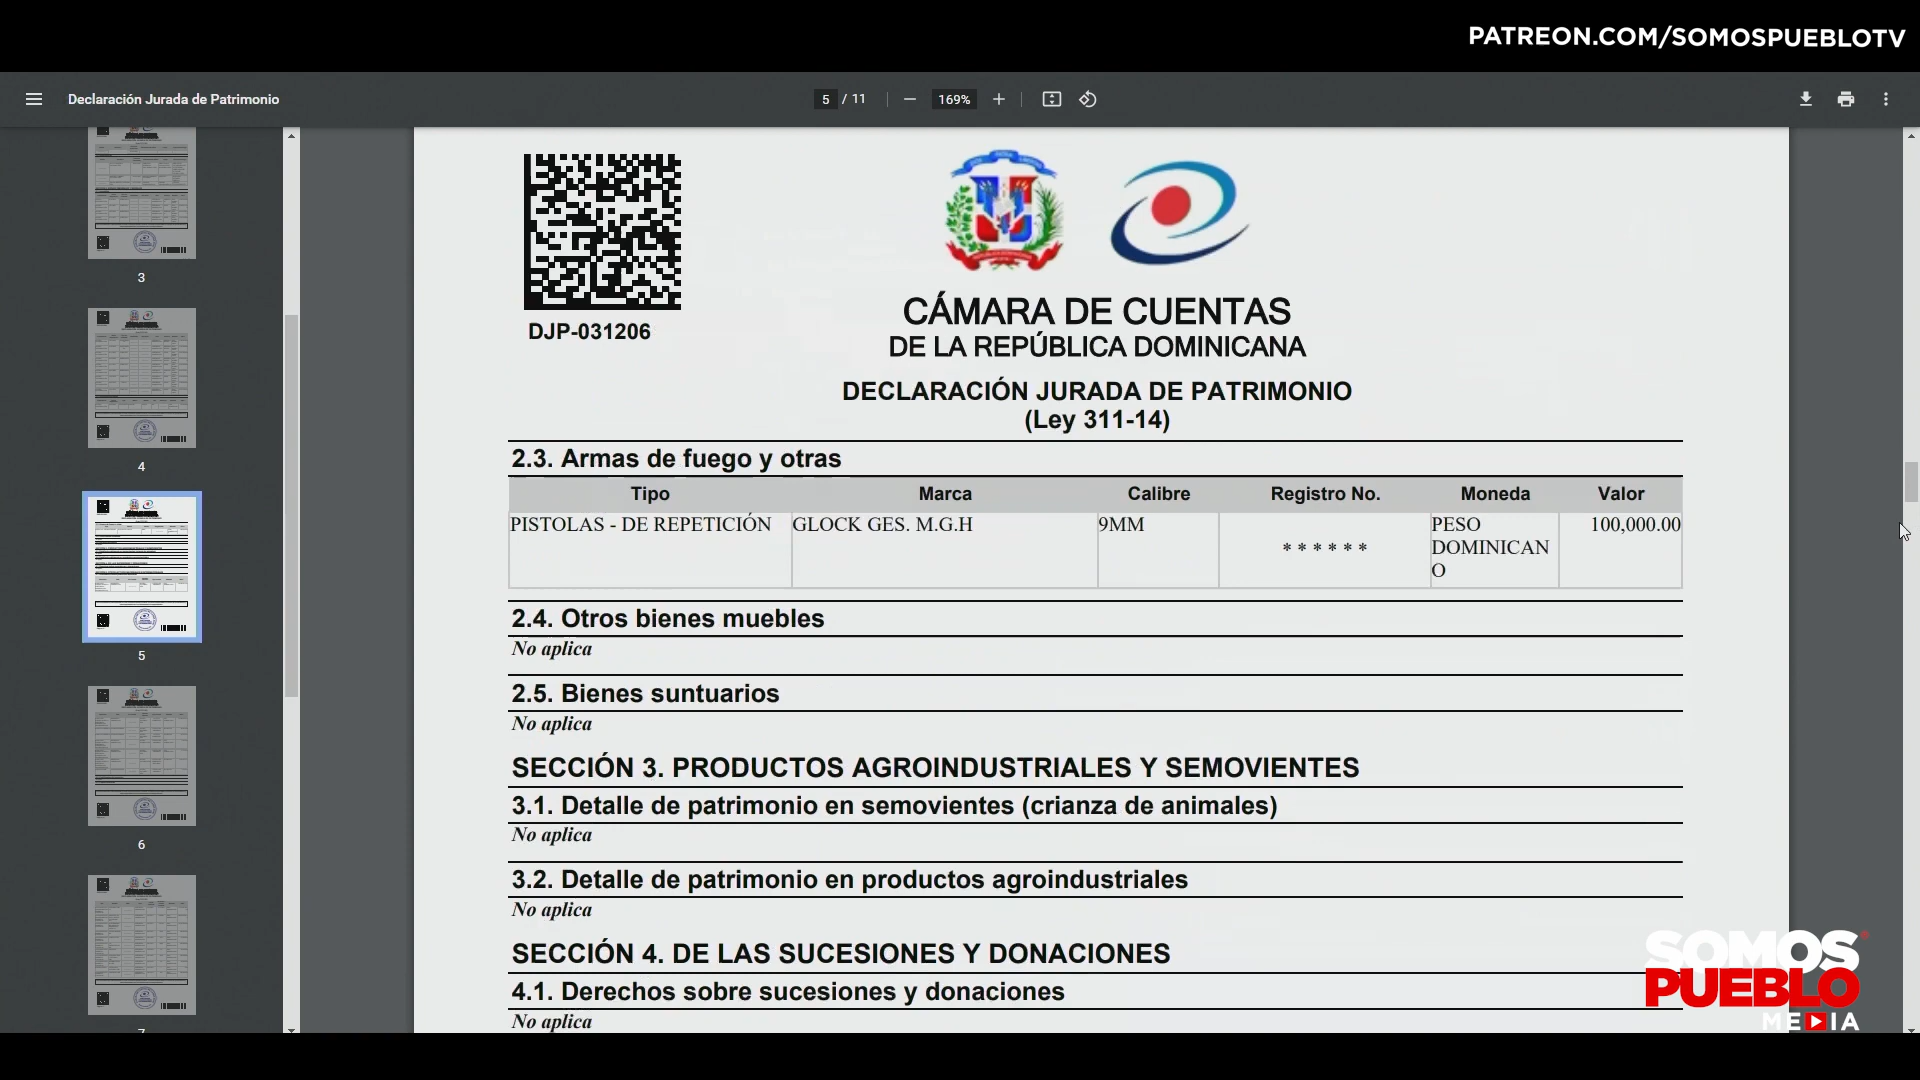 PATREON.COM/SOMOSPUEBLOTV
Declaración Jurada de Patrimonio
5 / 11
169%
3
4
5
6
7
DJP-031206
CÁMARA DE CUENTAS
DE LA REPÚBLICA DOMINICANA
DECLARACIÓN JURADA DE PATRIMONIO
(Ley 311-14)
2.3. Armas de fuego y otras
Tipo Marca Calibre Registro No. Moneda Valor
PISTOLAS - DE REPETICIÓN GLOCK GES. M.G.H 9MM ****** PESO DOMINICANO 100,000.00
2.4. Otros bienes muebles
No aplica
2.5. Bienes suntuarios
No aplica
SECCIÓN 3. PRODUCTOS AGROINDUSTRIALES Y SEMOVIENTES
3.1. Detalle de patrimonio en semovientes (crianza de animales)
No aplica
3.2. Detalle de patrimonio en productos agroindustriales
No aplica
SECCIÓN 4. DE LAS SUCESIONES Y DONACIONES
4.1. Derechos sobre sucesiones y donaciones
No aplica
SOMOS
PUEBLO
MEDIA